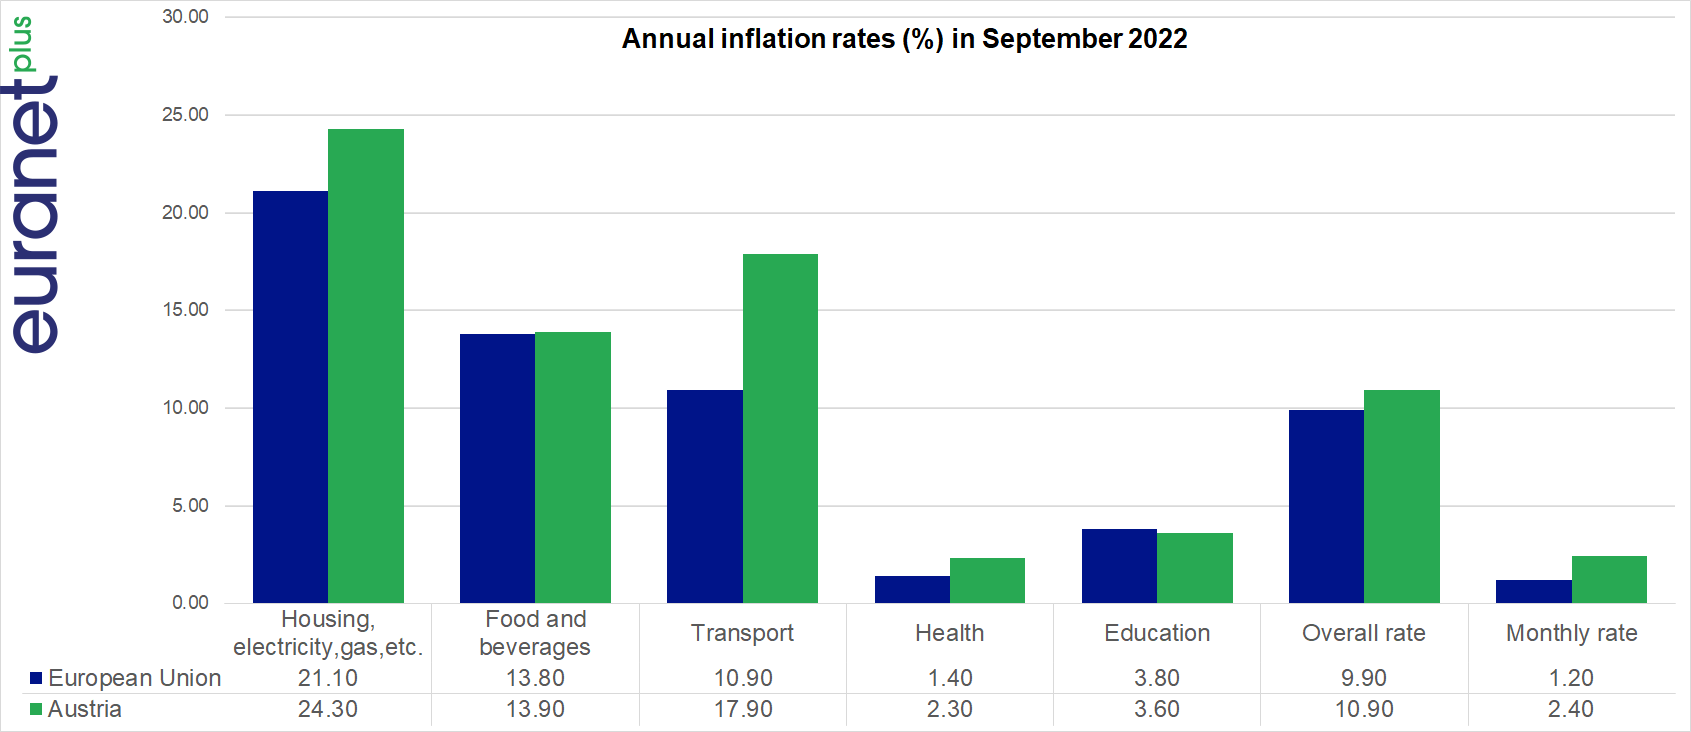 euranet plus
Annual inflation rates (%) in September 2022
30.00
25.00
20.00
15.00
10.00
5.00
0.00
Housing, electricity,gas,etc. Food and beverages Transport Health Education Overall rate Monthly rate
European Union 21.10 13.80 10.90 1.40 3.80 9.90 1.20
Austria 24.30 13.90 17.90 2.30 3.60 10.90 2.40